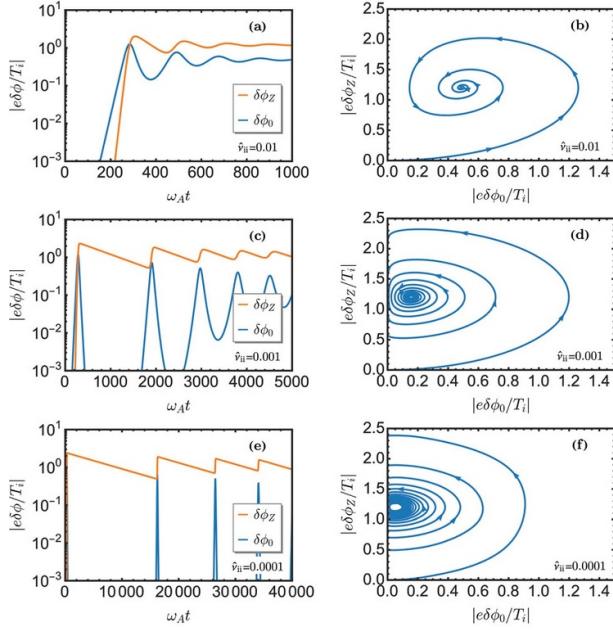 (a)
|eδϕ/Tᵢ|
10¹
10⁰
10⁻¹
10⁻²
10⁻³
δϕ_Z
δϕ₀
ν̂ᵢᵢ=0.01
0 200 400 600 800 1000
ω_A t
(b)
|eδϕ_Z/Tᵢ|
2.5
2.0
1.5
1.0
0.5
0.0
ν̂ᵢᵢ=0.01
0.0 0.2 0.4 0.6 0.8 1.0 1.2 1.4
|eδϕ₀/Tᵢ|
(c)
|eδϕ/Tᵢ|
10¹
10⁰
10⁻¹
10⁻²
10⁻³
δϕ_Z
δϕ₀
ν̂ᵢᵢ=0.001
0 1000 2000 3000 4000 5000
ω_A t
(d)
|eδϕ_Z/Tᵢ|
2.5
2.0
1.5
1.0
0.5
0.0
ν̂ᵢᵢ=0.001
0.0 0.2 0.4 0.6 0.8 1.0 1.2 1.4
|eδϕ₀/Tᵢ|
(e)
|eδϕ/Tᵢ|
10¹
10⁰
10⁻¹
10⁻²
10⁻³
δϕ_Z
δϕ₀
ν̂ᵢᵢ=0.0001
0 10000 20000 30000 40000
ω_A t
(f)
|eδϕ_Z/Tᵢ|
2.5
2.0
1.5
1.0
0.5
0.0
ν̂ᵢᵢ=0.0001
0.0 0.2 0.4 0.6 0.8 1.0 1.2 1.4
|eδϕ₀/Tᵢ|